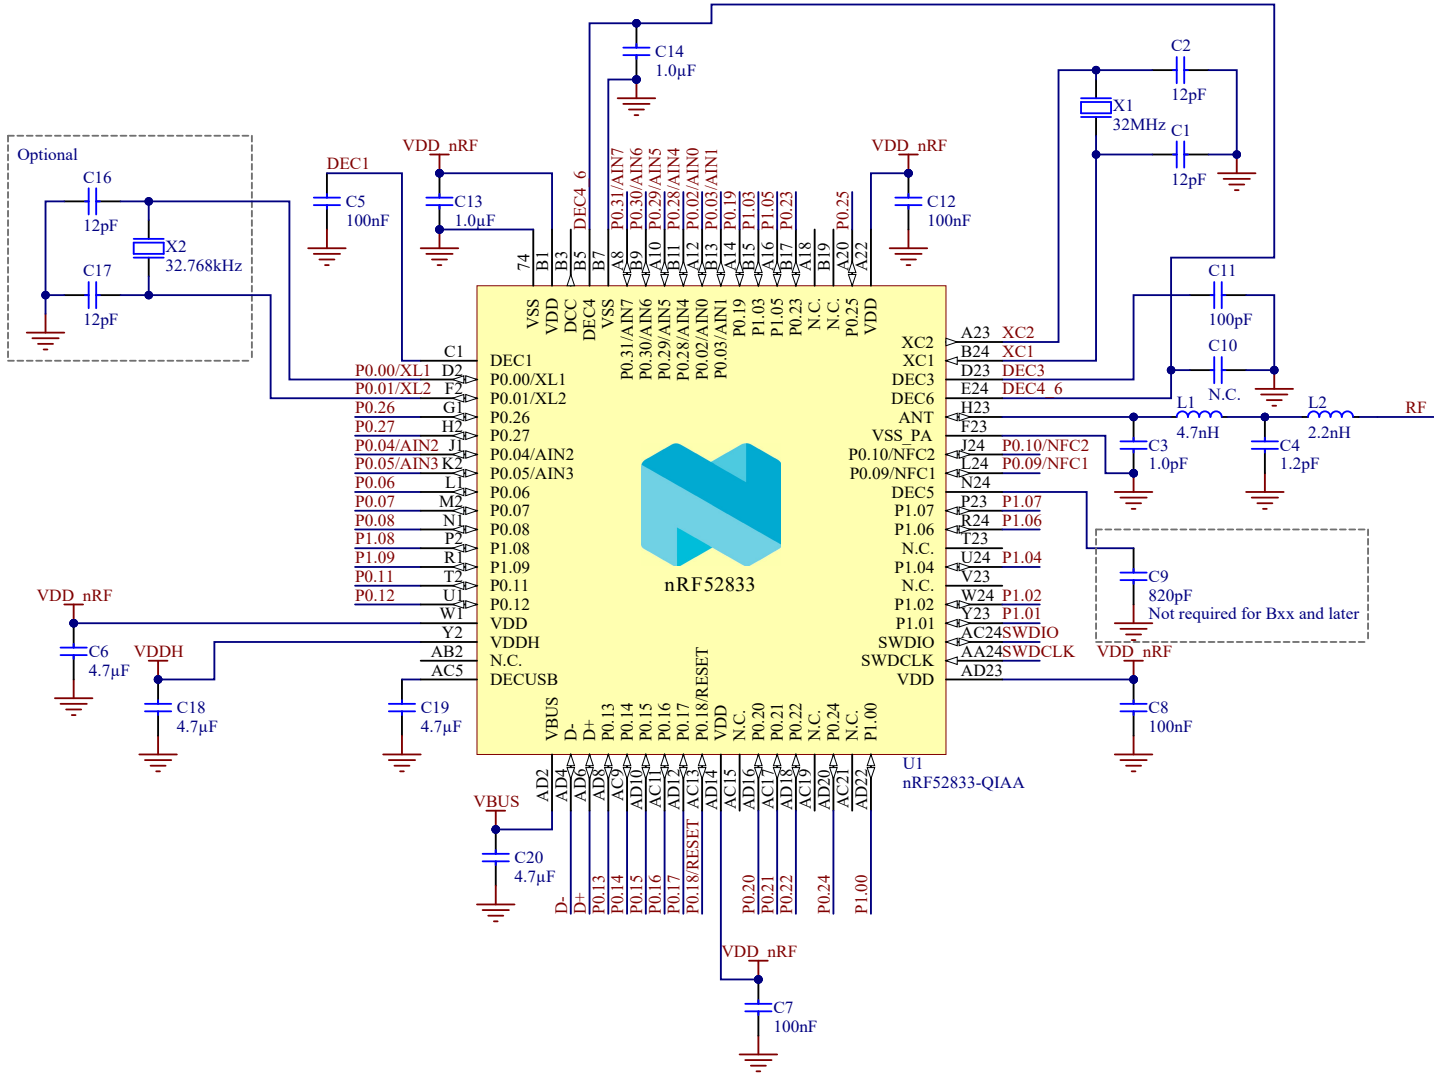 C14
1.0µF
C2
12pF
X1
32MHz
C1
12pF
Optional
C16
12pF
X2
32.768kHz
C17
12pF
DEC1
C5
100nF
VDD_nRF
C13
1.0µF
DEC4_6
P0.31/AIN7
P0.30/AIN6
P0.29/AIN5
P0.28/AIN4
P0.02/AIN0
P0.03/AIN1
P0.19
P1.03
P1.05
P0.23
P0.25
VDD_nRF
C12
100nF
74
B1
B3
B5
B7
A8
B9
A10
B11
A12
B13
A14
B15
A16
B17
A18
B19
A20
A22
VSS
VDD
DCC
DEC4
VSS
P0.31/AIN7
P0.30/AIN6
P0.29/AIN5
P0.28/AIN4
P0.02/AIN0
P0.03/AIN1
P0.19
P1.03
P1.05
P0.23
N.C.
N.C.
P0.25
VDD
C11
100pF
C10
N.C.
C1 DEC1
P0.00/XL1 D2 P0.00/XL1
P0.01/XL2 F2 P0.01/XL2
P0.26 G1 P0.26
P0.27 H2 P0.27
P0.04/AIN2 J1 P0.04/AIN2
P0.05/AIN3 K2 P0.05/AIN3
P0.06 L1 P0.06
P0.07 M2 P0.07
P0.08 N1 P0.08
P1.08 P2 P1.08
P1.09 R1 P1.09
P0.11 T2 P0.11
P0.12 U1 P0.12
W1 VDD
Y2 VDDH
AB2 N.C.
AC5 DECUSB
XC2 A23 XC2
XC1 B24 XC1
DEC3 D23 DEC3
DEC6 E24 DEC4_6
ANT H23
VSS_PA F23
P0.10/NFC2 J24 P0.10/NFC2
P0.09/NFC1 L24 P0.09/NFC1
DEC5 N24
P1.07 P23 P1.07
P1.06 R24 P1.06
N.C. T23
P1.04 U24 P1.04
N.C. V23
P1.02 W24 P1.02
P1.01 Y23 P1.01
SWDIO AC24 SWDIO
SWDCLK AA24 SWDCLK
VDD AD23
L1
4.7nH
L2
2.2nH
RF
C3
1.0pF
C4
1.2pF
C9
820pF
Not required for Bxx and later
VDD_nRF
C8
100nF
nRF52833
VDD_nRF
C6
4.7µF
VDDH
C18
4.7µF
C19
4.7µF
VBUS
D-
D+
P0.13
P0.14
P0.15
P0.16
P0.17
P0.18/RESET
VDD
N.C.
P0.20
P0.21
P0.22
N.C.
P0.24
N.C.
P1.00
U1
nRF52833-QIAA
AD2
AD4
AD6
AD8
AC9
AD10
AC11
AD12
AC13
AD14
AC15
AD16
AC17
AD18
AC19
AD20
AC21
AD22
VBUS
C20
4.7µF
D-
D+
P0.13
P0.14
P0.15
P0.16
P0.17
P0.18/RESET
P0.20
P0.21
P0.22
P0.24
P1.00
VDD_nRF
C7
100nF